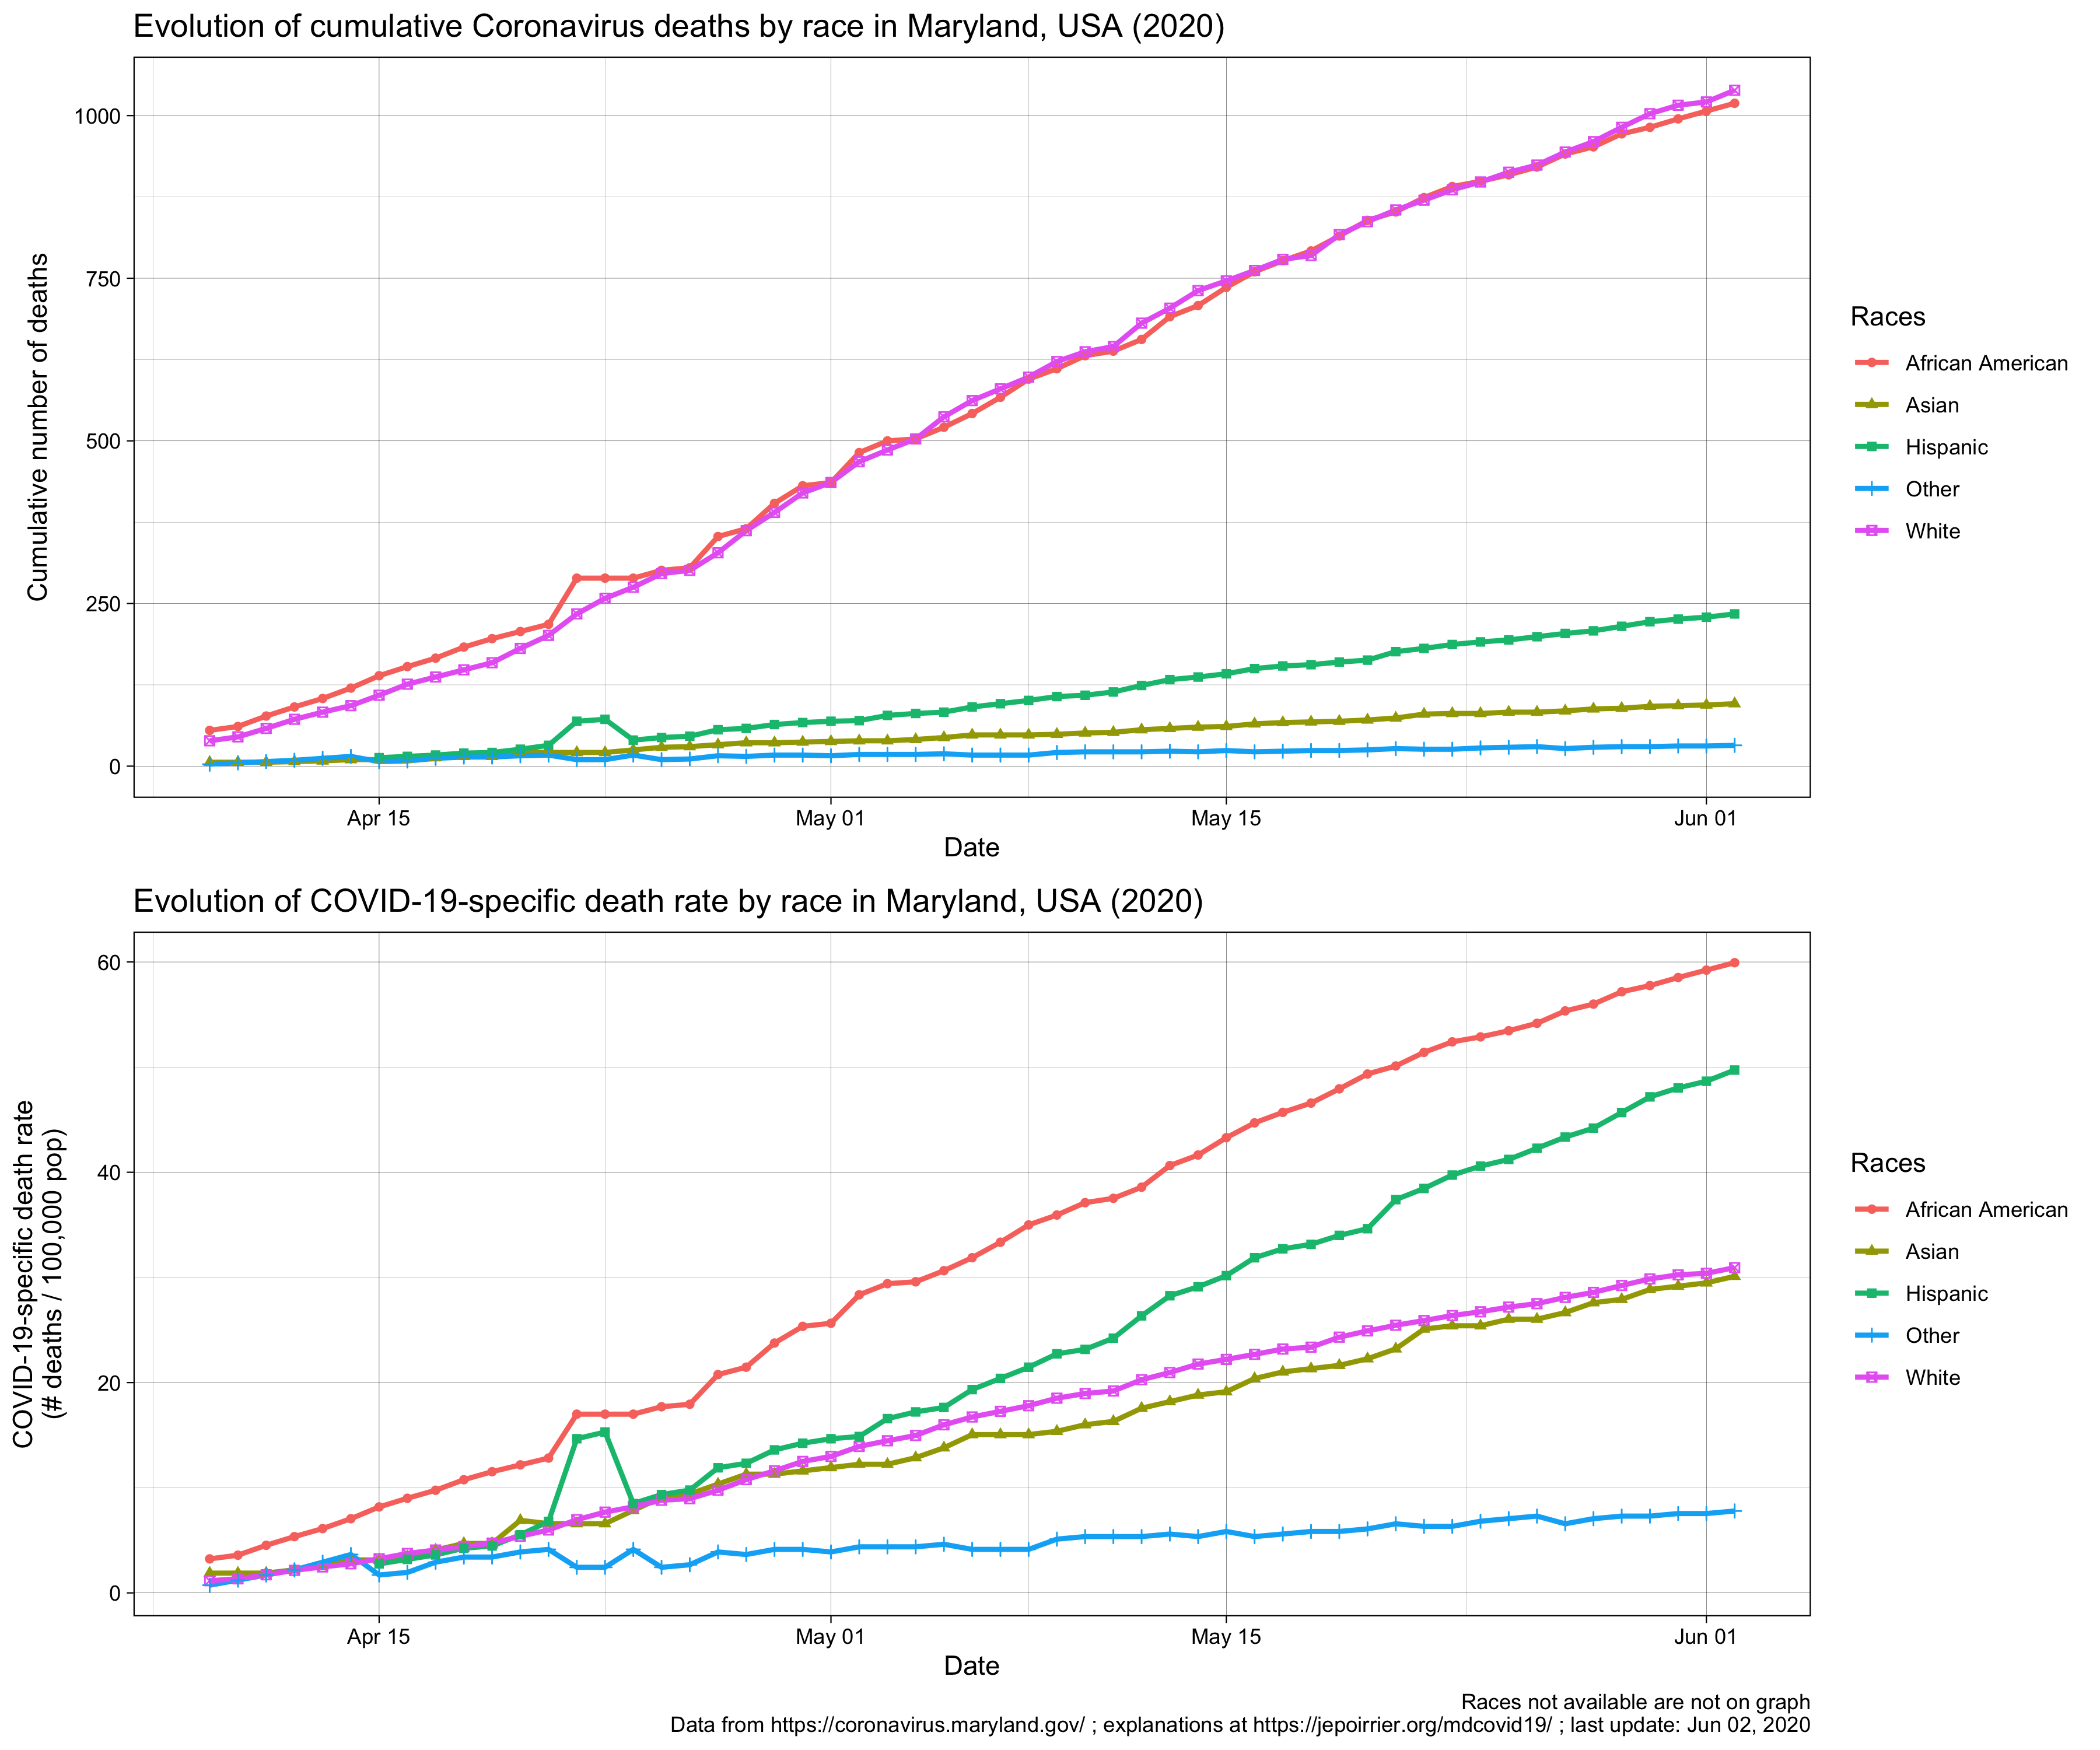 Evolution of cumulative Coronavirus deaths by race in Maryland, USA (2020)
Cumulative number of deaths
1000
750
500
250
0
Apr 15
May 01
May 15
Jun 01
Date
Races
African American
Asian
Hispanic
Other
White
Evolution of COVID-19-specific death rate by race in Maryland, USA (2020)
COVID-19-specific death rate
(# deaths / 100,000 pop)
60
40
20
0
Apr 15
May 01
May 15
Jun 01
Date
Races
African American
Asian
Hispanic
Other
White
Races not available are not on graph
Data from https://coronavirus.maryland.gov/ ; explanations at https://jepoirrier.org/mdcovid19/ ; last update: Jun 02, 2020